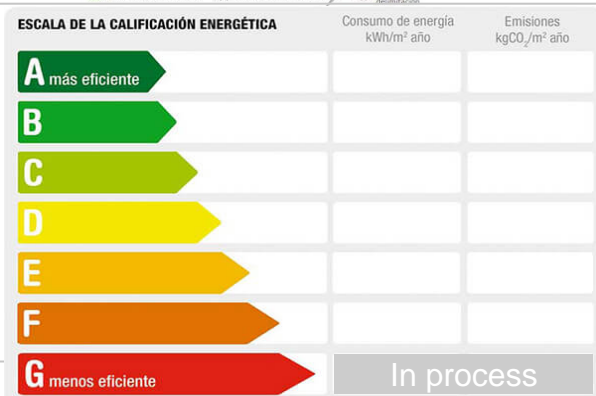 ESCALA DE LA CALIFICACIÓN ENERGÉTICA
Consumo de energía
kWh/m² año
Emisiones
kgCO₂/m² año
A más eficiente
B
C
D
E
F
G menos eficiente
In process